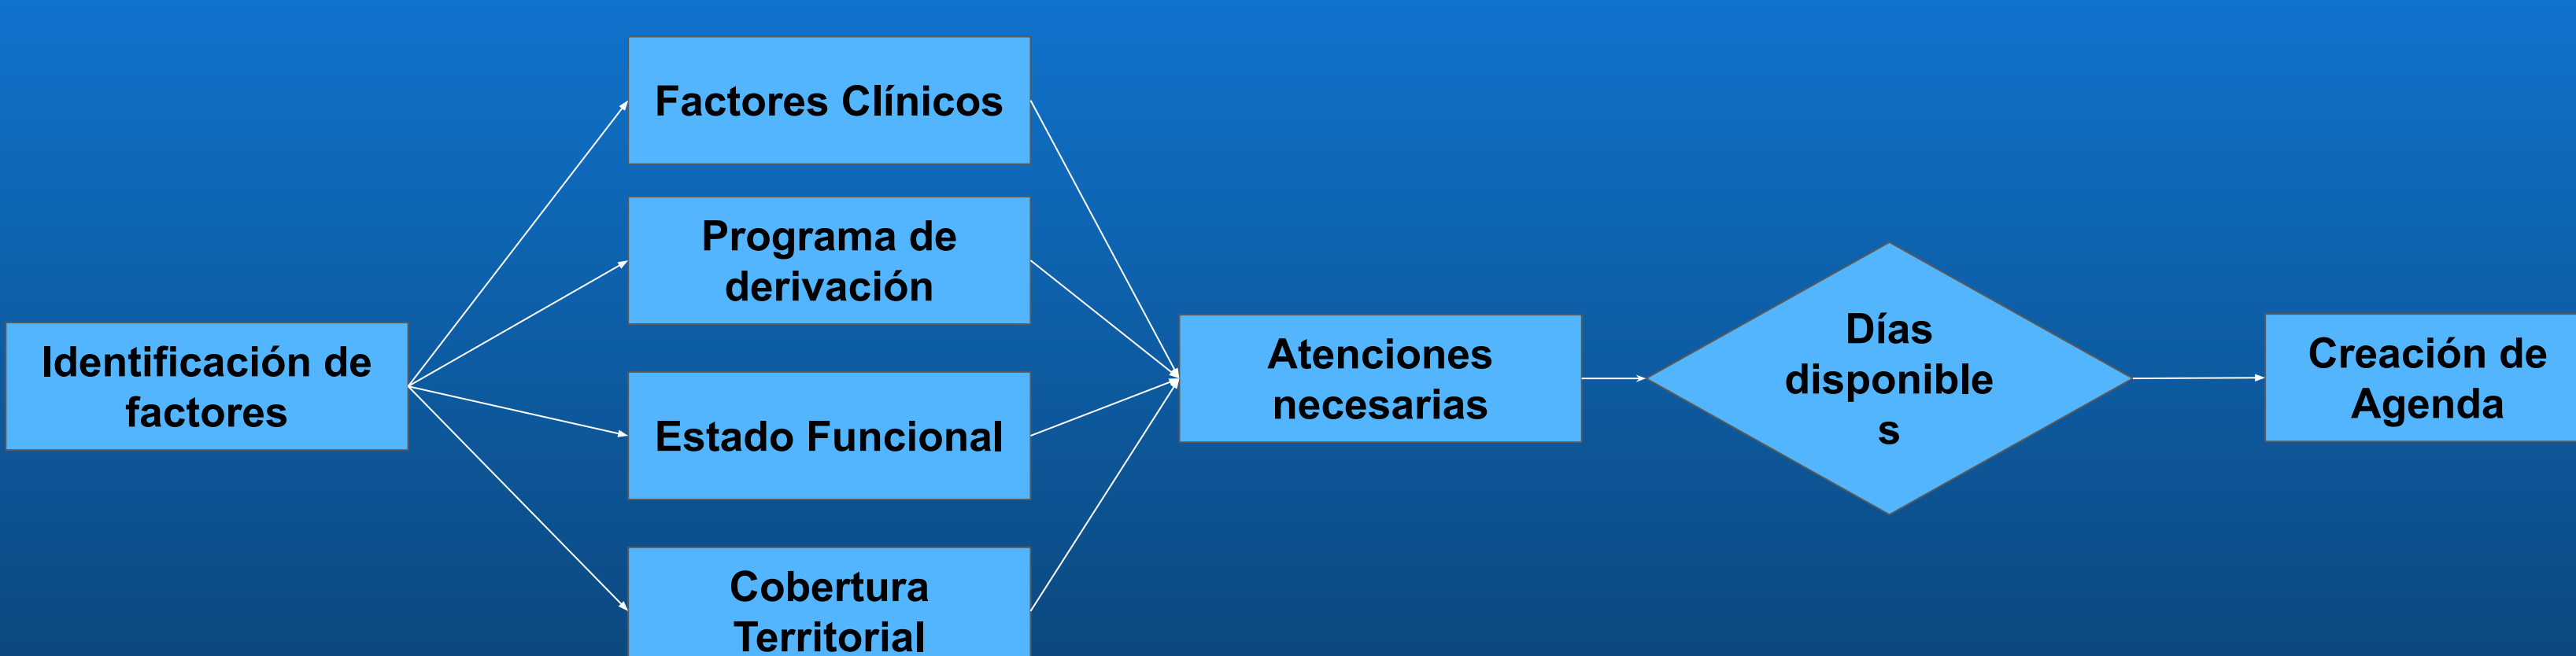 Identificación de
factores
Factores Clínicos
Programa de
derivación
Estado Funcional
Cobertura
Territorial
Atenciones
necesarias
Días
disponible
s
Creación de
Agenda